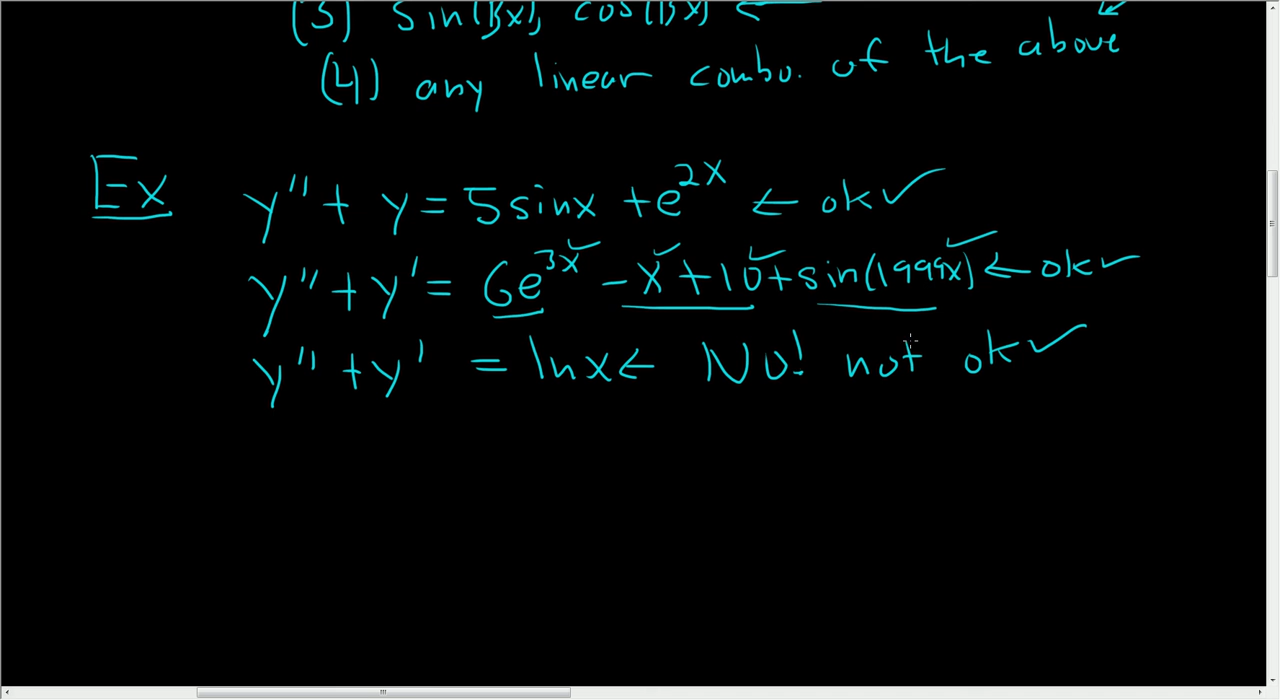 (3) sin(βx), cos(βx) ←
(4) any linear combo. of the above
Ex y'' + y = 5sinx + e^{2x} ← ok✓
y'' + y' = 6e^{3x} - x + 10 + sin(1999x) ← ok✓
y'' + y' = lnx ← No! not ok✓